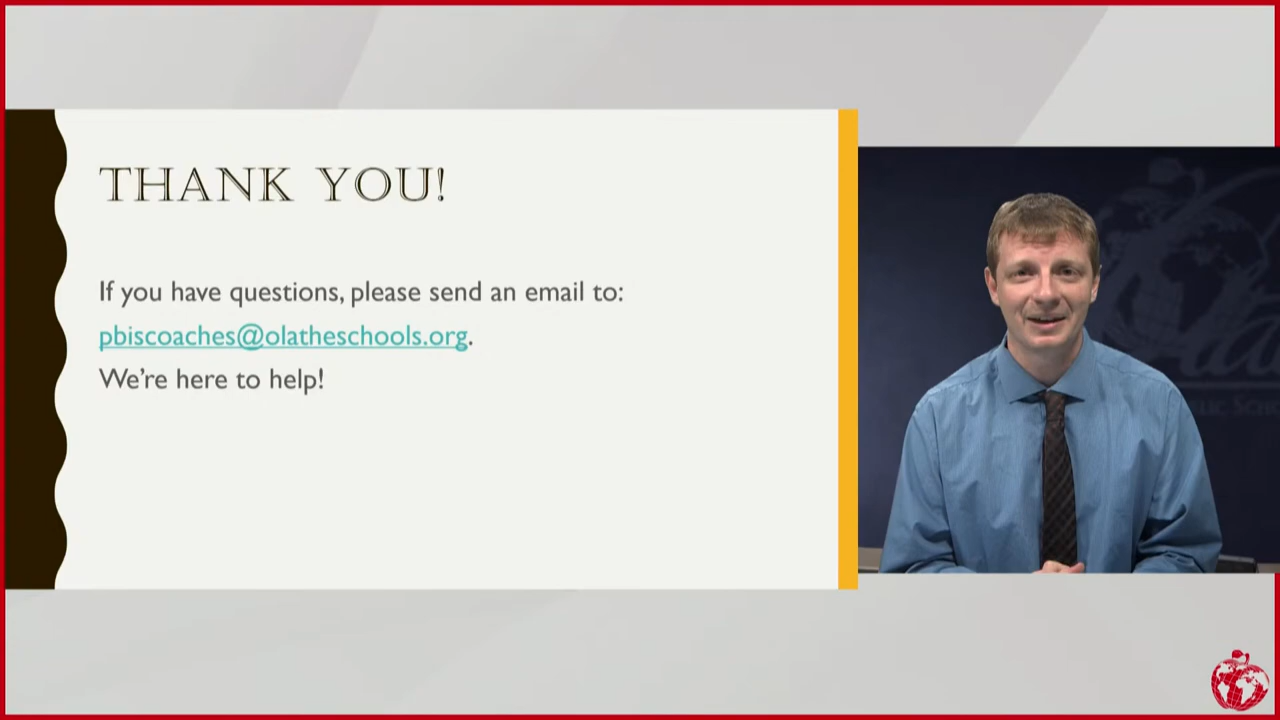 THANK YOU!
If you have questions, please send an email to:
pbiscoaches@olatheschools.org.
We're here to help!